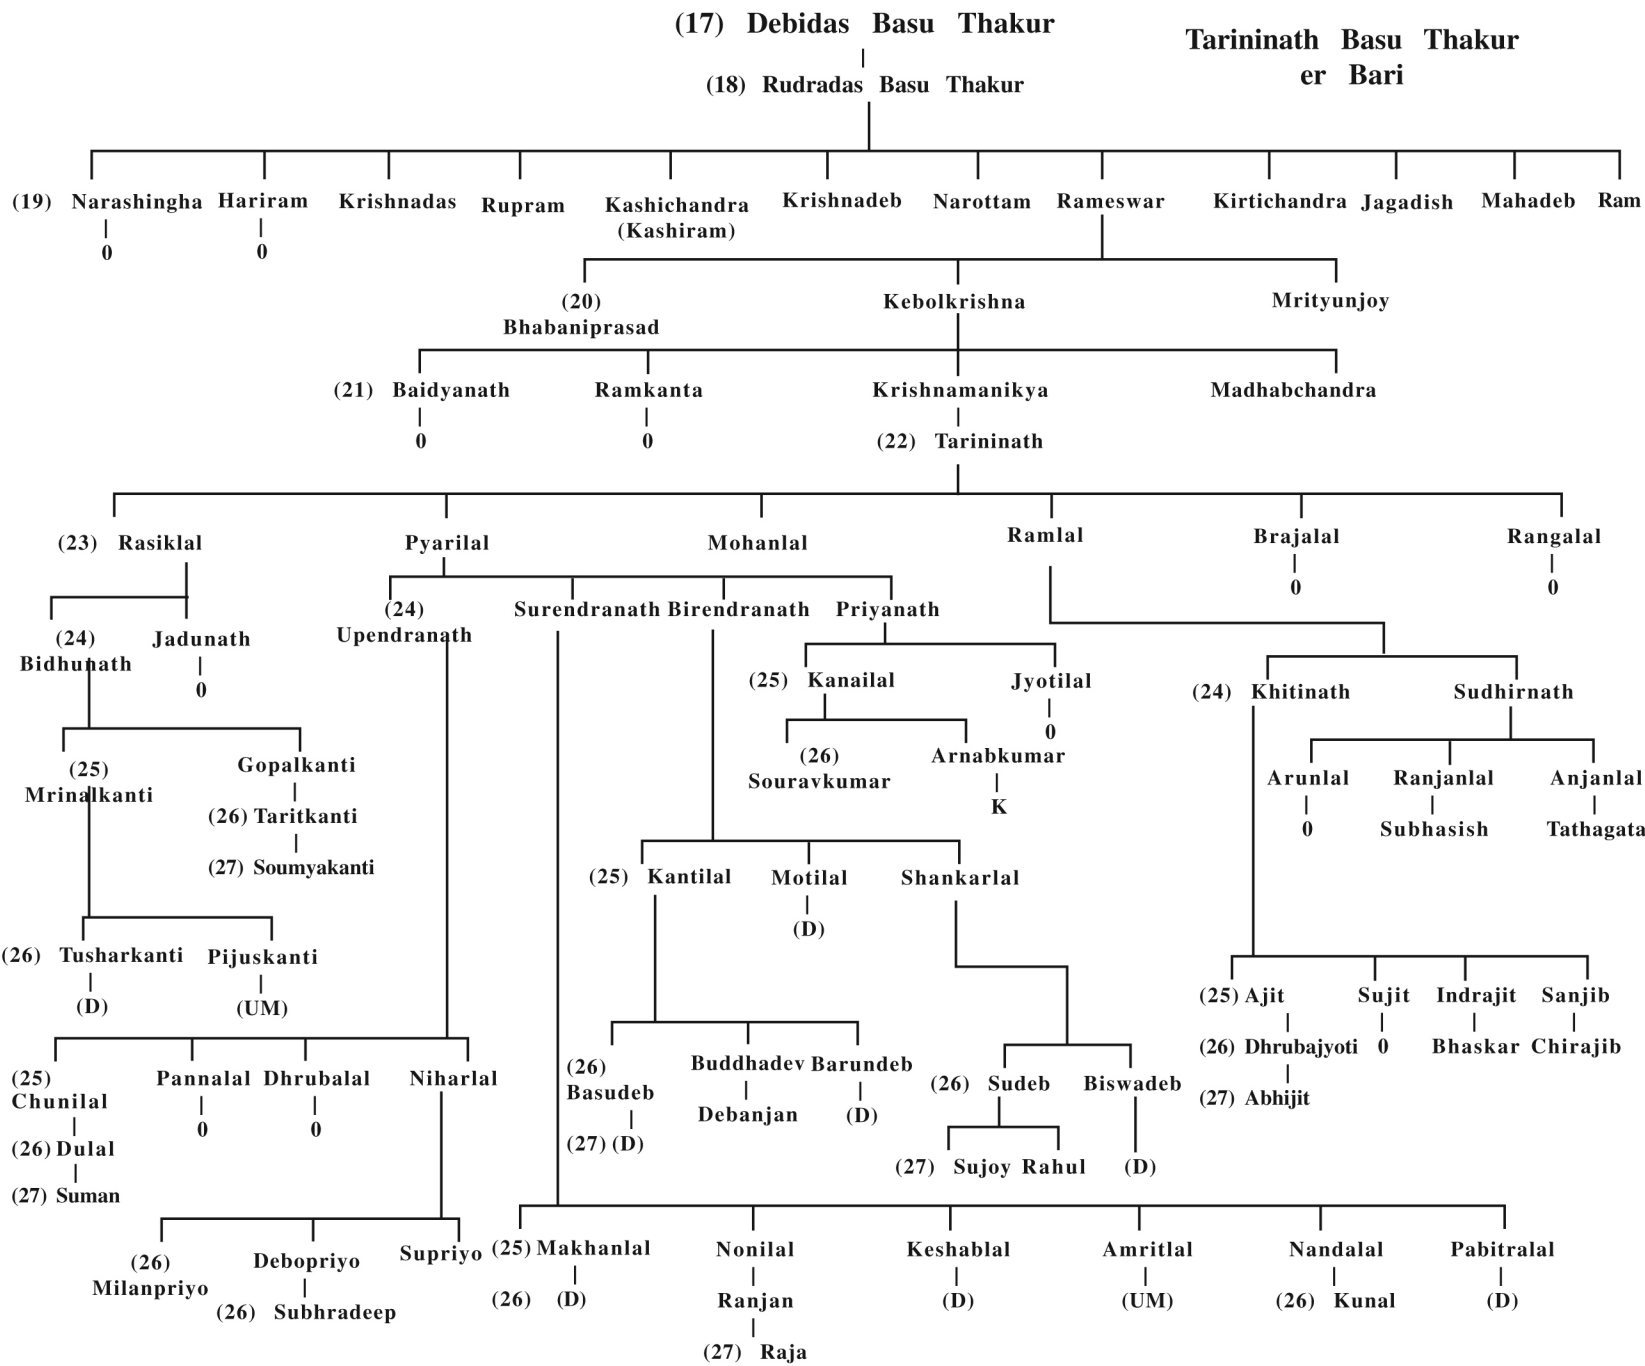 (17) Debidas Basu Thakur
Tarininath Basu Thakur
er Bari
(18) Rudradas Basu Thakur
(19) Narashingha Hariram Krishnadas Rupram Kashichandra Krishnadeb Narottam Rameswar Kirtichandra Jagadish Mahadeb Ram
(Kashiram)
0 0
(20) Kebolkrishna Mrityunjoy
Bhabaniprasad
(21) Baidyanath Ramkanta Krishnamanikya Madhabchandra
0 0 (22) Tarininath
(23) Rasiklal Pyarilal Mohanlal Ramlal Brajalal Rangalal
0 0
(24) Jadunath (24) Surendranath Birendranath Priyanath
Bidhunath Upendranath
0 (25) Kanailal Jyotilal (24) Khitinath Sudhirnath
0
(25) Gopalkanti (26) Arnabkumar Arunlal Ranjanlal Anjanlal
Mrinalkanti Souravkumar
(26) Taritkanti K 0 Subhasish Tathagata
(27) Soumyakanti (25) Kantilal Motilal Shankarlal
(D)
(26) Tusharkanti Pijuskanti
(D) (UM) (25) Ajit Sujit Indrajit Sanjib
(26) Dhrubajyoti 0 Bhaskar Chirajib
(27) Abhijit
(25) Pannalal Dhrubalal Niharlal (26) Buddhadev Barundeb (26) Sudeb Biswadeb
Chunilal Basudeb
0 0 Debanjan (D)
(26) Dulal (27) (D) (27) Sujoy Rahul (D)
(27) Suman
(26) Debopriyo Supriyo (25) Makhanlal Nonilal Keshablal Amritlal Nandalal Pabitralal
Milanpriyo
(26) Subhradeep (26) (D) Ranjan (D) (UM) (26) Kunal (D)
(27) Raja